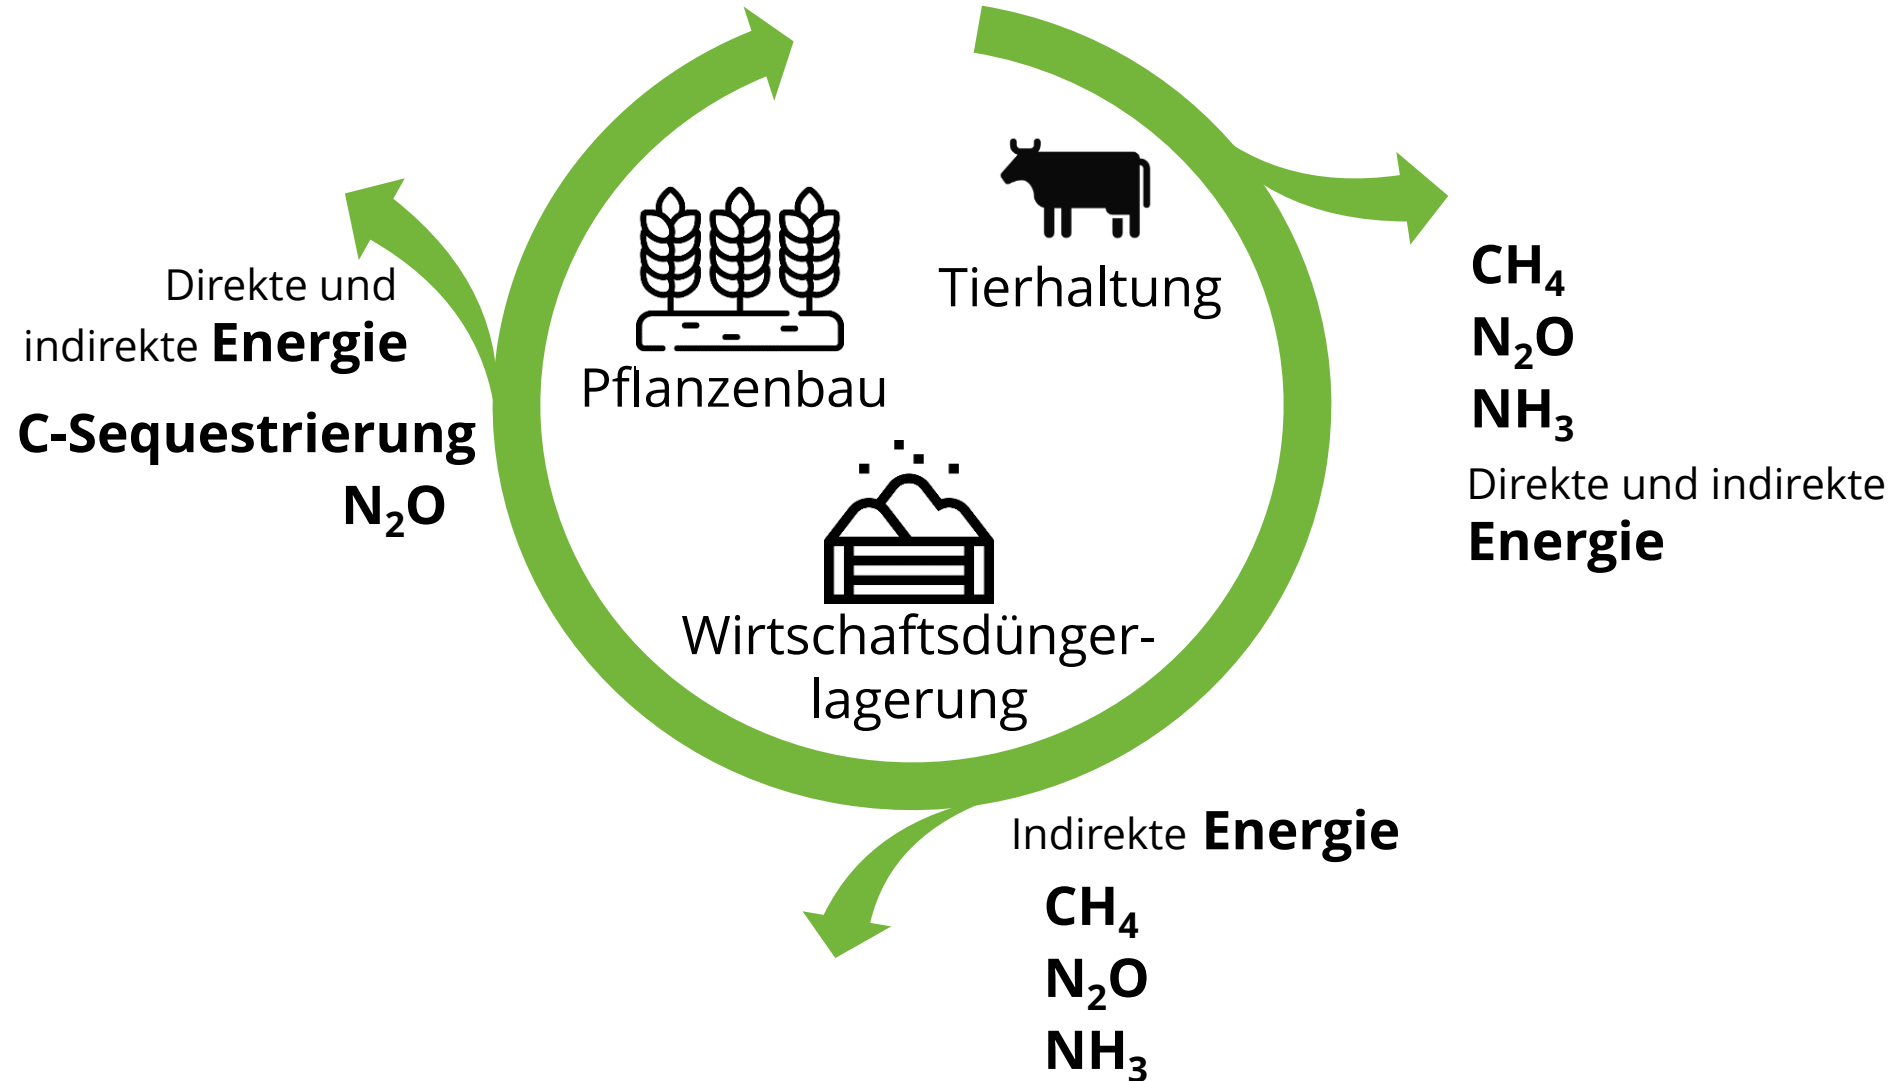 Tierhaltung
Pflanzenbau
Wirtschaftsdünger-
lagerung
CH₄
N₂O
NH₃
Direkte und indirekte
Energie
Indirekte Energie
CH₄
N₂O
NH₃
Direkte und
indirekte Energie
C-Sequestrierung
N₂O